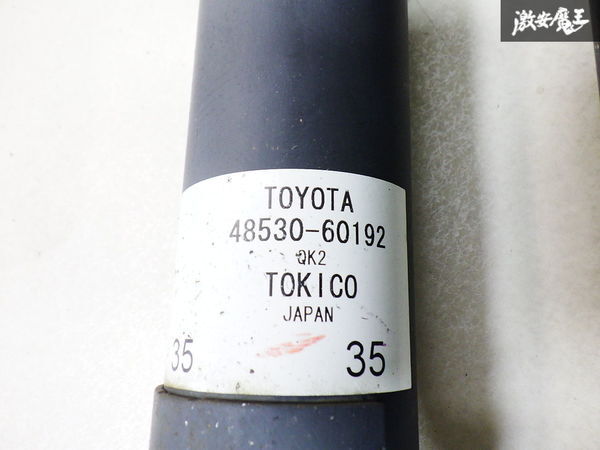 激安魔王
TOYOTA
48530-60192
QK2
TOKICO
JAPAN
35 35